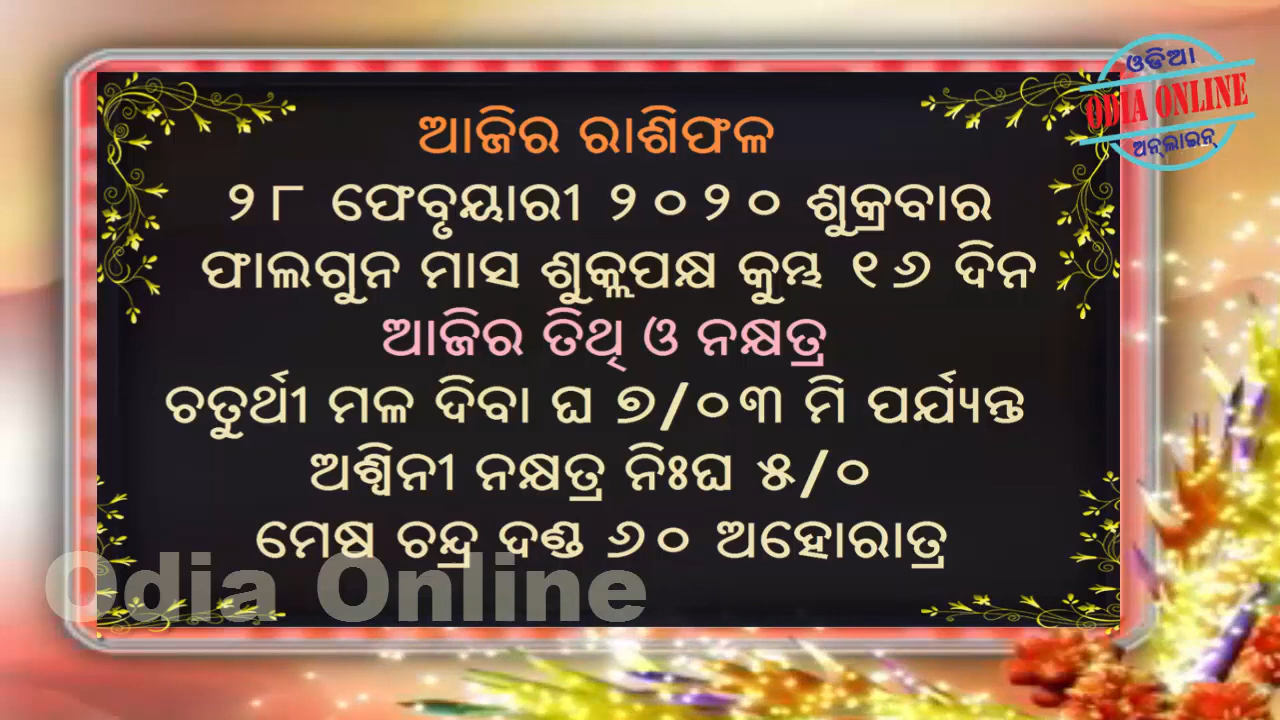 ଓଡିଆ
ODIA ONLINE
ଅନ୍‌ଲାଇନ୍
ଆଜିର ରାଶିଫଳ
୨୮ ଫେବୃୟାରୀ ୨୦୨୦ ଶୁକ୍ରବାର
ଫାଲଗୁନ ମାସ ଶୁକ୍ଲପକ୍ଷ କୁମ୍ଭ ୧୬ ଦିନ
ଆଜିର ତିଥି ଓ ନକ୍ଷତ୍ର
ଚତୁର୍ଥୀ ମଳ ଦିବା ଘ ୭/୦୩ ମି ପର୍ଯ୍ୟନ୍ତ
ଅଶ୍ୱିନୀ ନକ୍ଷତ୍ର ନିଃଘ ୫/୦
ମେଷ ଚନ୍ଦ୍ର ଦଣ୍ଡ ୬୦ ଅହୋରାତ୍ର
Odia Online